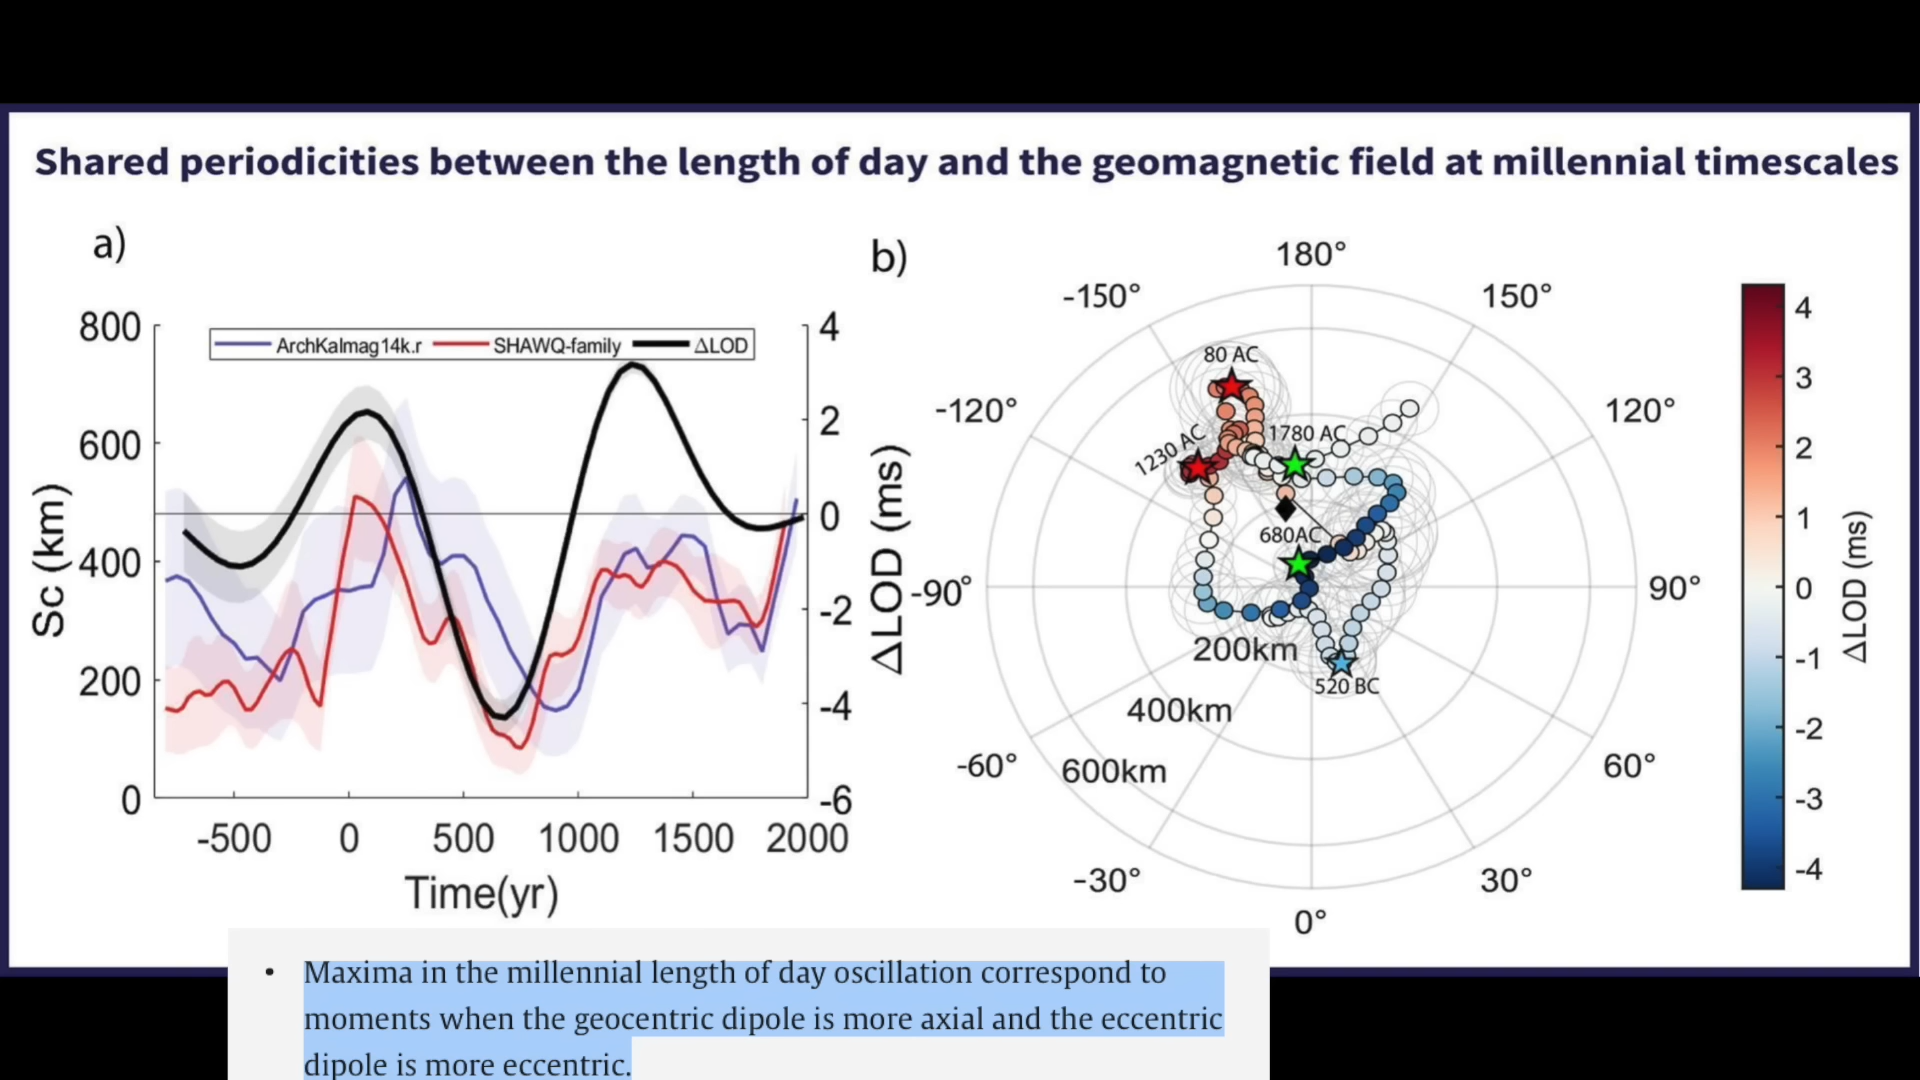 Shared periodicities between the length of day and the geomagnetic field at millennial timescales
a)
800
600
400
200
0
Sc (km)
ArchKalmag14k.r
SHAWQ-family
ΔLOD
4
2
0
-2
-4
-6
ΔLOD (ms)
-500
0
500
1000
1500
2000
Time(yr)
b)
180°
-150°
150°
-120°
120°
-90°
90°
-60°
60°
-30°
30°
0°
80 AC
1230 AC
1780 AC
680AC
520 BC
200km
400km
600km
4
3
2
1
0
-1
-2
-3
-4
ΔLOD (ms)
• Maxima in the millennial length of day oscillation correspond to
moments when the geocentric dipole is more axial and the eccentric
dipole is more eccentric.